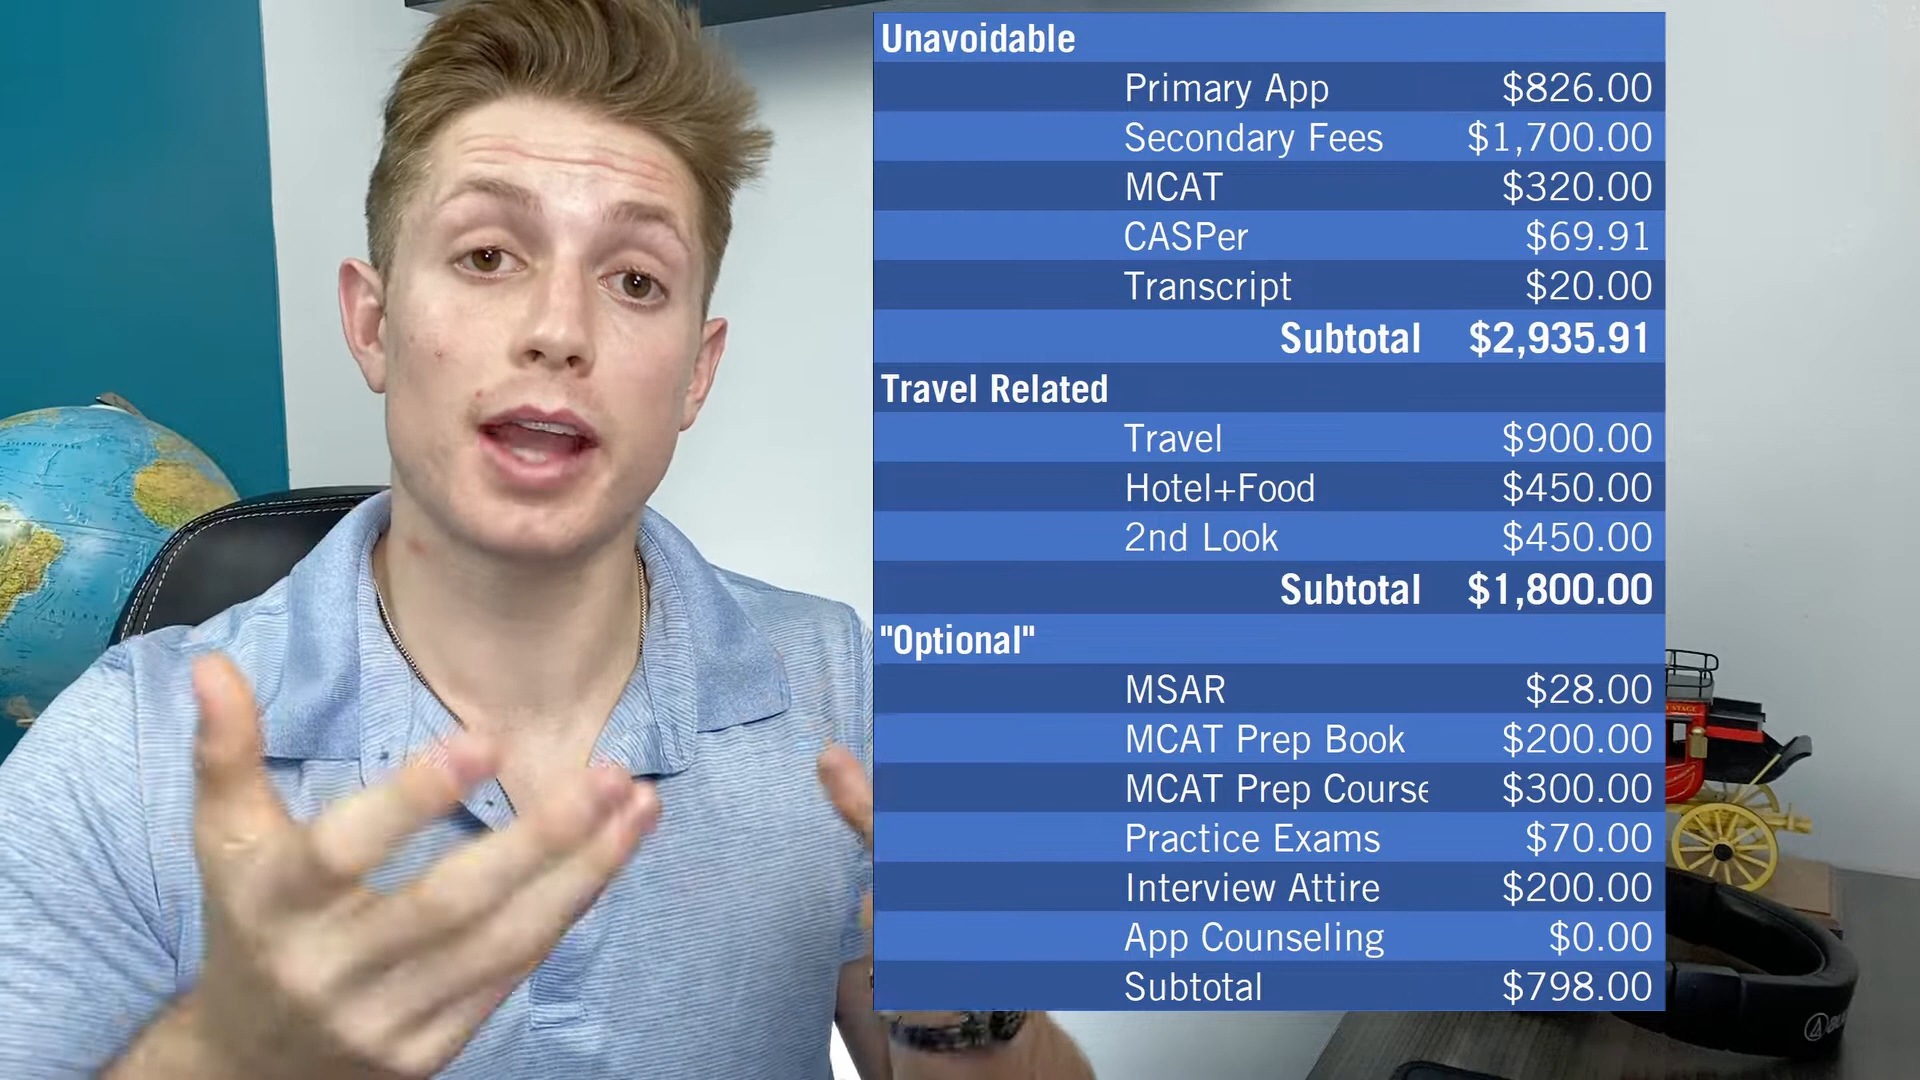 Unavoidable
Primary App $826.00
Secondary Fees $1,700.00
MCAT $320.00
CASPer $69.91
Transcript $20.00
Subtotal $2,935.91
Travel Related
Travel $900.00
Hotel+Food $450.00
2nd Look $450.00
Subtotal $1,800.00
"Optional"
MSAR $28.00
MCAT Prep Book $200.00
MCAT Prep Course $300.00
Practice Exams $70.00
Interview Attire $200.00
App Counseling $0.00
Subtotal $798.00